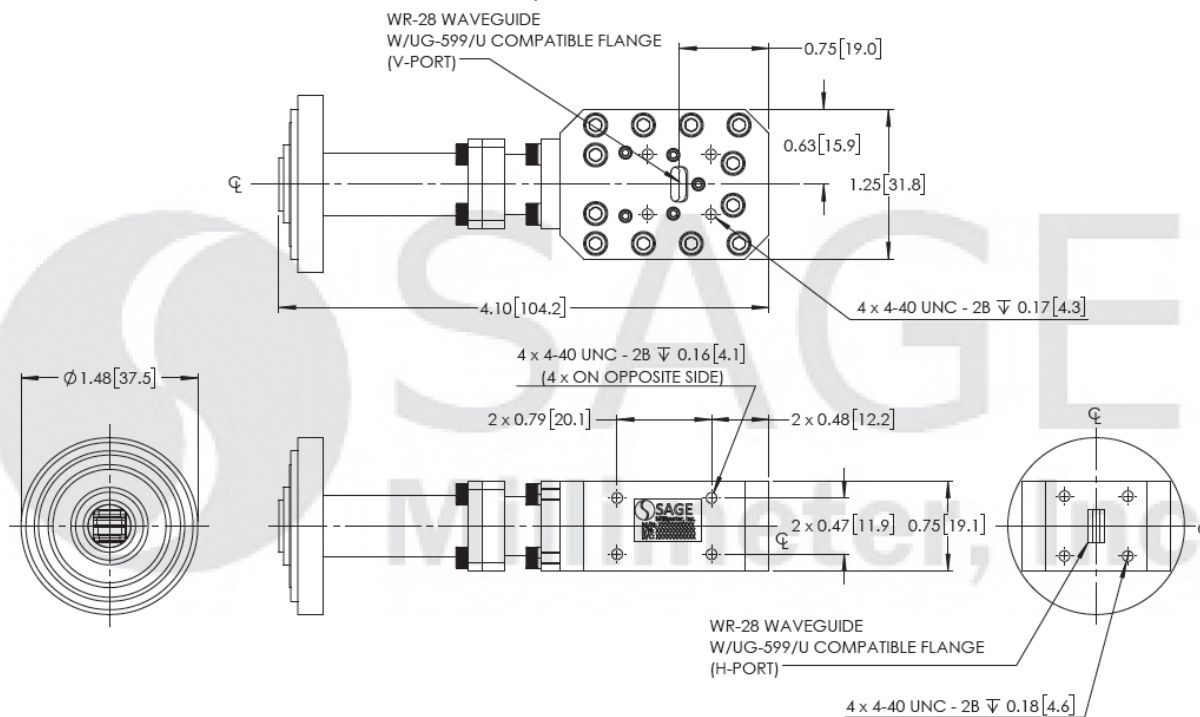 WR-28 WAVEGUIDE
W/UG-599/U COMPATIBLE FLANGE
(V-PORT)
0.75[19.0]
0.63[15.9]
1.25[31.8]
℄
4.10[104.2]
4 x 4-40 UNC - 2B ↧ 0.17[4.3]
SAGE
Millimeter, Inc
4 x 4-40 UNC - 2B ↧ 0.16[4.1]
(4 x ON OPPOSITE SIDE)
⌀1.48[37.5]
2 x 0.79[20.1]
2 x 0.48[12.2]
℄
SAGE
Millimeter, Inc.
2 x 0.47[11.9]
0.75[19.1]
℄
WR-28 WAVEGUIDE
W/UG-599/U COMPATIBLE FLANGE
(H-PORT)
4 x 4-40 UNC - 2B ↧ 0.18[4.6]